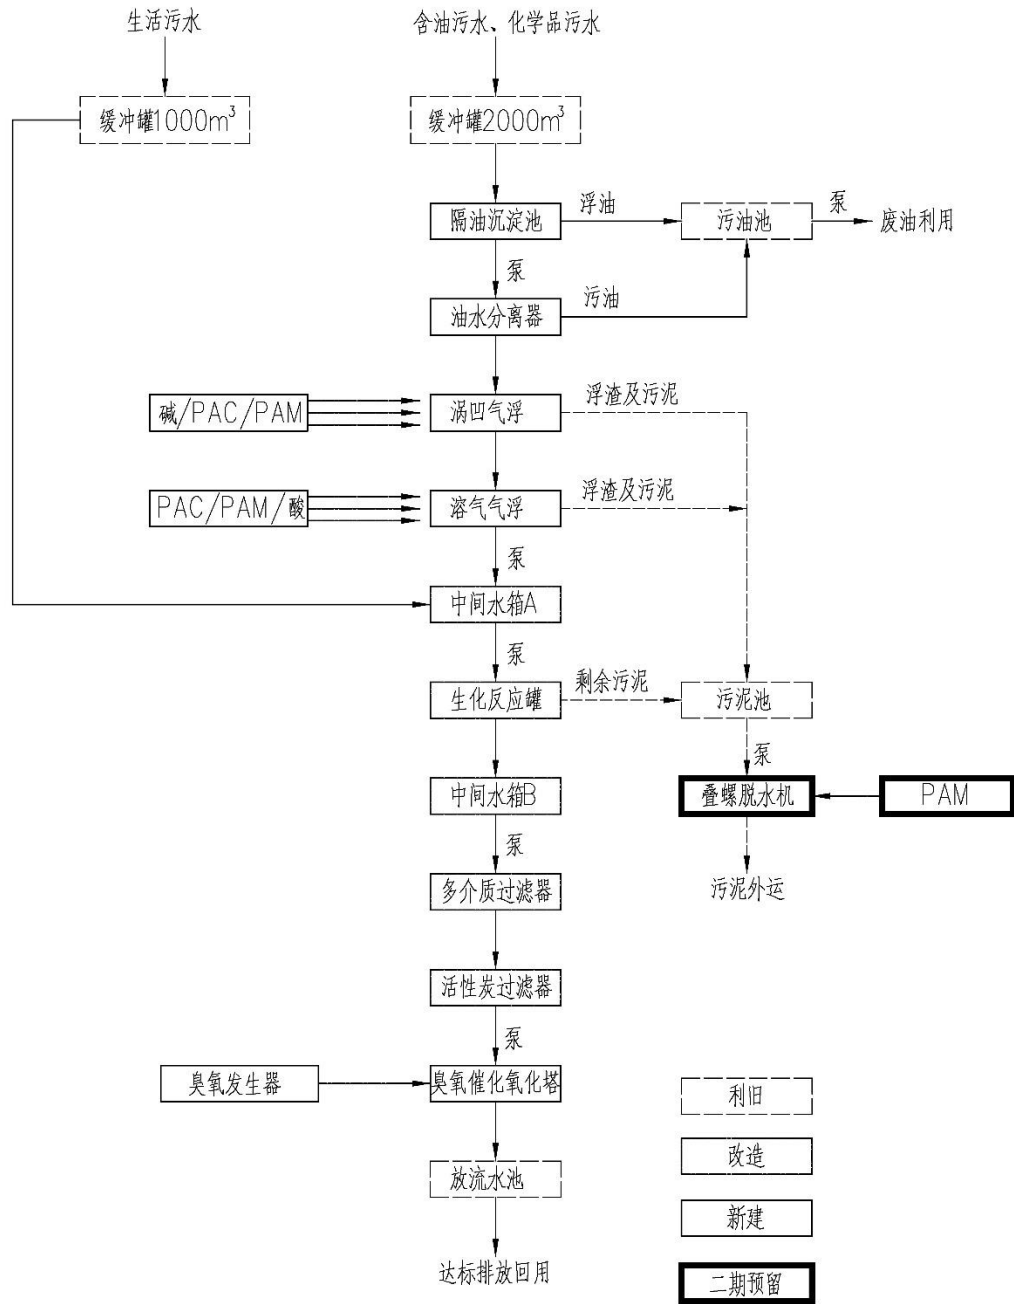 生活污水
含油污水、化学品污水
缓冲罐1000m³
缓冲罐2000m³
隔油沉淀池
浮油
污油池
泵
废油利用
泵
油水分离器
污油
碱/PAC/PAM
涡凹气浮
浮渣及污泥
PAC/PAM/酸
溶气气浮
浮渣及污泥
泵
中间水箱A
泵
生化反应罐
剩余污泥
污泥池
泵
中间水箱B
叠螺脱水机
PAM
泵
多介质过滤器
污泥外运
活性炭过滤器
泵
臭氧发生器
臭氧催化氧化塔
利旧
改造
放流水池
新建
达标排放回用
二期预留